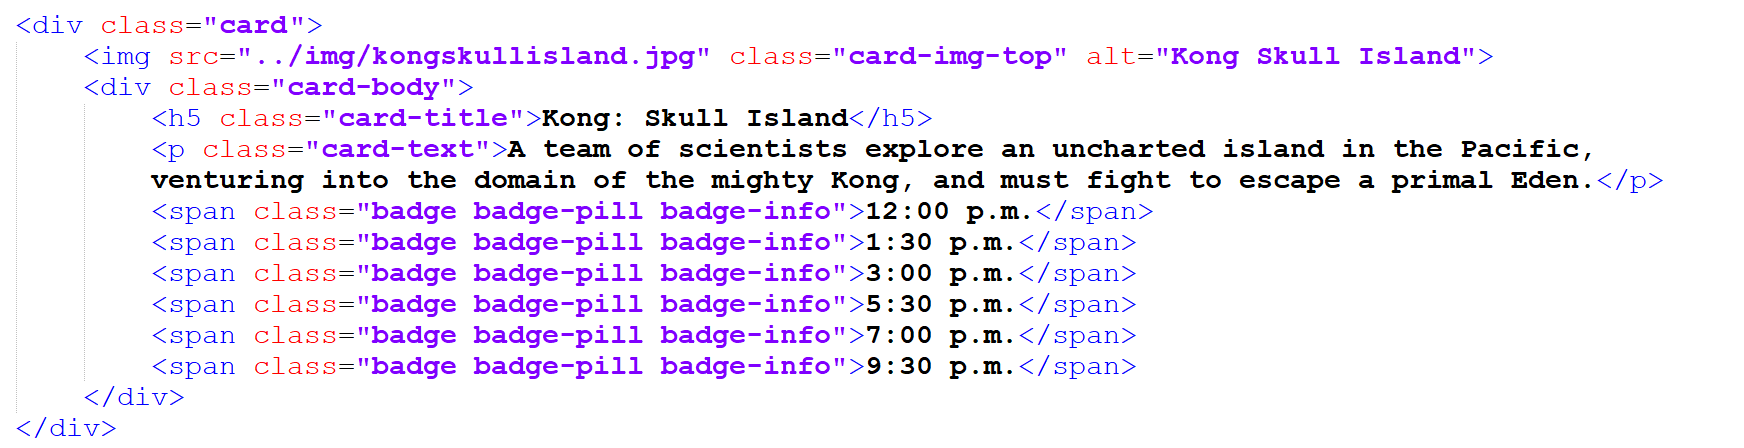 <div class="card">
<img src="../img/kongskullisland.jpg" class="card-img-top" alt="Kong Skull Island">
<div class="card-body">
<h5 class="card-title">Kong: Skull Island</h5>
<p class="card-text">A team of scientists explore an uncharted island in the Pacific,
venturing into the domain of the mighty Kong, and must fight to escape a primal Eden.</p>
<span class="badge badge-pill badge-info">12:00 p.m.</span>
<span class="badge badge-pill badge-info">1:30 p.m.</span>
<span class="badge badge-pill badge-info">3:00 p.m.</span>
<span class="badge badge-pill badge-info">5:30 p.m.</span>
<span class="badge badge-pill badge-info">7:00 p.m.</span>
<span class="badge badge-pill badge-info">9:30 p.m.</span>
</div>
</div>